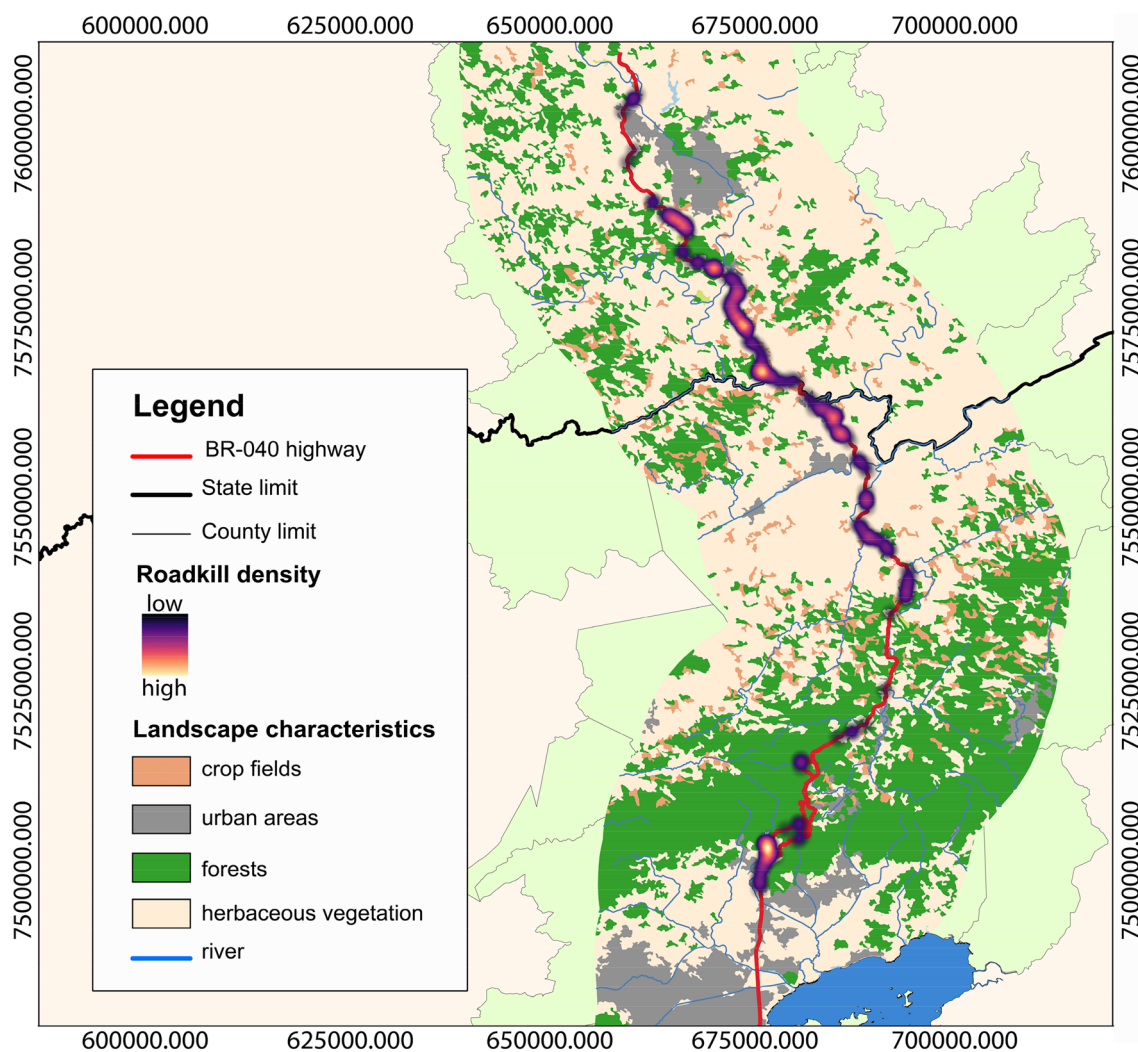 600000.000 625000.000 650000.000 675000.000 700000.000
7600000.000
7575000.000
7550000.000
7525000.000
7500000.000
7600000.000
7575000.000
7550000.000
7525000.000
7500000.000
Legend
BR-040 highway
State limit
County limit
Roadkill density
low
high
Landscape characteristics
crop fields
urban areas
forests
herbaceous vegetation
river
600000.000 625000.000 650000.000 675000.000 700000.000